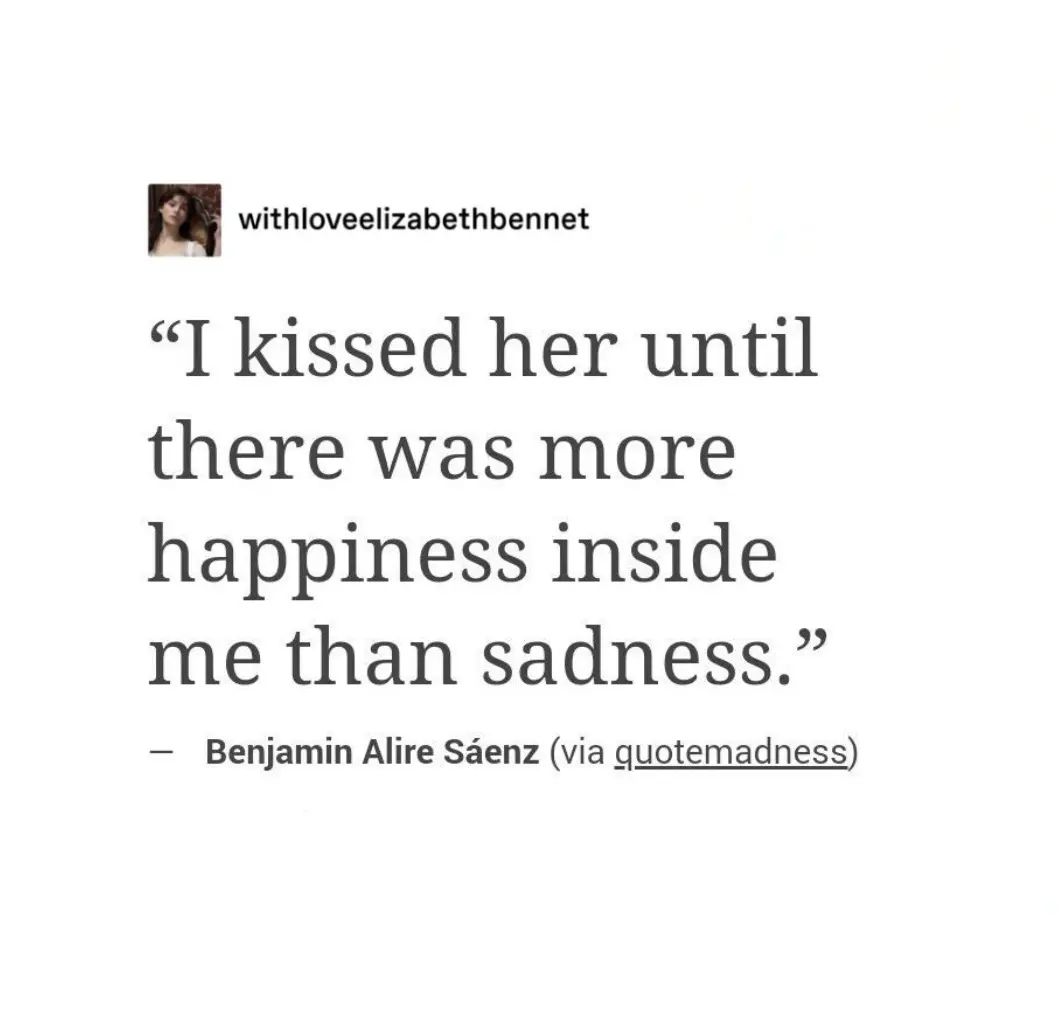 withloveelizabethbennet
“I kissed her until
there was more
happiness inside
me than sadness.”
— Benjamin Alire Sáenz (via quotemadness)